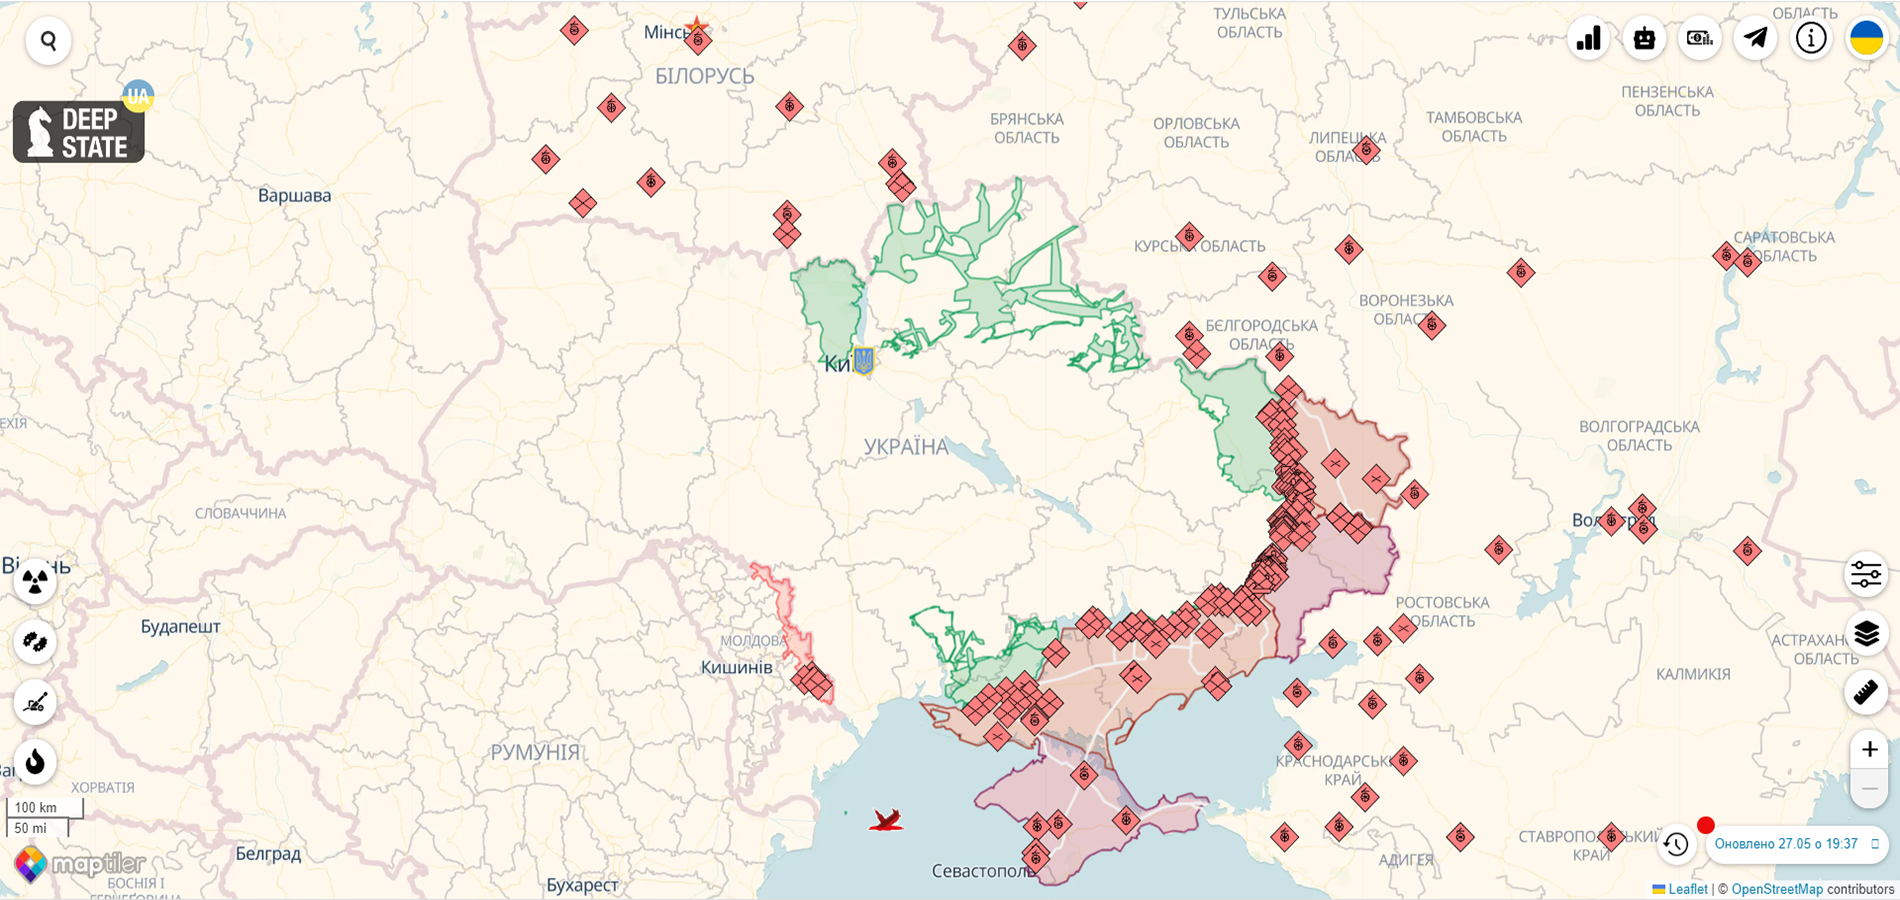 ТУЛЬСЬКА
ОБЛАСТЬ
ОБЛАСТЬ
Мінськ
БІЛОРУСЬ
UA
DEEP
STATE
ПЕНЗЕНСЬКА
ОБЛАСТЬ
БРЯНСЬКА
ОБЛАСТЬ
ОРЛОВСЬКА
ОБЛАСТЬ
ЛИПЕЦЬКА
ОБЛАСТЬ
ТАМБОВСЬКА
ОБЛАСТЬ
Варшава
КУРСЬКА ОБЛАСТЬ
САРАТОВСЬКА
ОБЛАСТЬ
ВОРОНЕЗЬКА
ОБЛАСТЬ
БЄЛГОРОДСЬКА
ОБЛАСТЬ
Київ
ЕХІЯ
УКРАЇНА
ВОЛГОГРАДСЬКА
ОБЛАСТЬ
СЛОВАЧЧИНА
Волгоград
Відень
РОСТОВСЬКА
ОБЛАСТЬ
Будапешт
МОЛДОВА
Кишинів
АСТРАХАНСЬКА
ОБЛАСТЬ
КАЛМИКІЯ
РУМУНІЯ
КРАСНОДАРСЬКИЙ
КРАЙ
ХОРВАТІЯ
100 km
50 mi
СТАВРОПОЛЬСЬКИЙ
КРАЙ
Оновлено 27.05 о 19:37
maptiler
Белград
АДИГЕЯ
Севастополь
БОСНІЯ І
ГЕРЦЕГОВИНА
Бухарест
Leaflet | © OpenStreetMap contributors